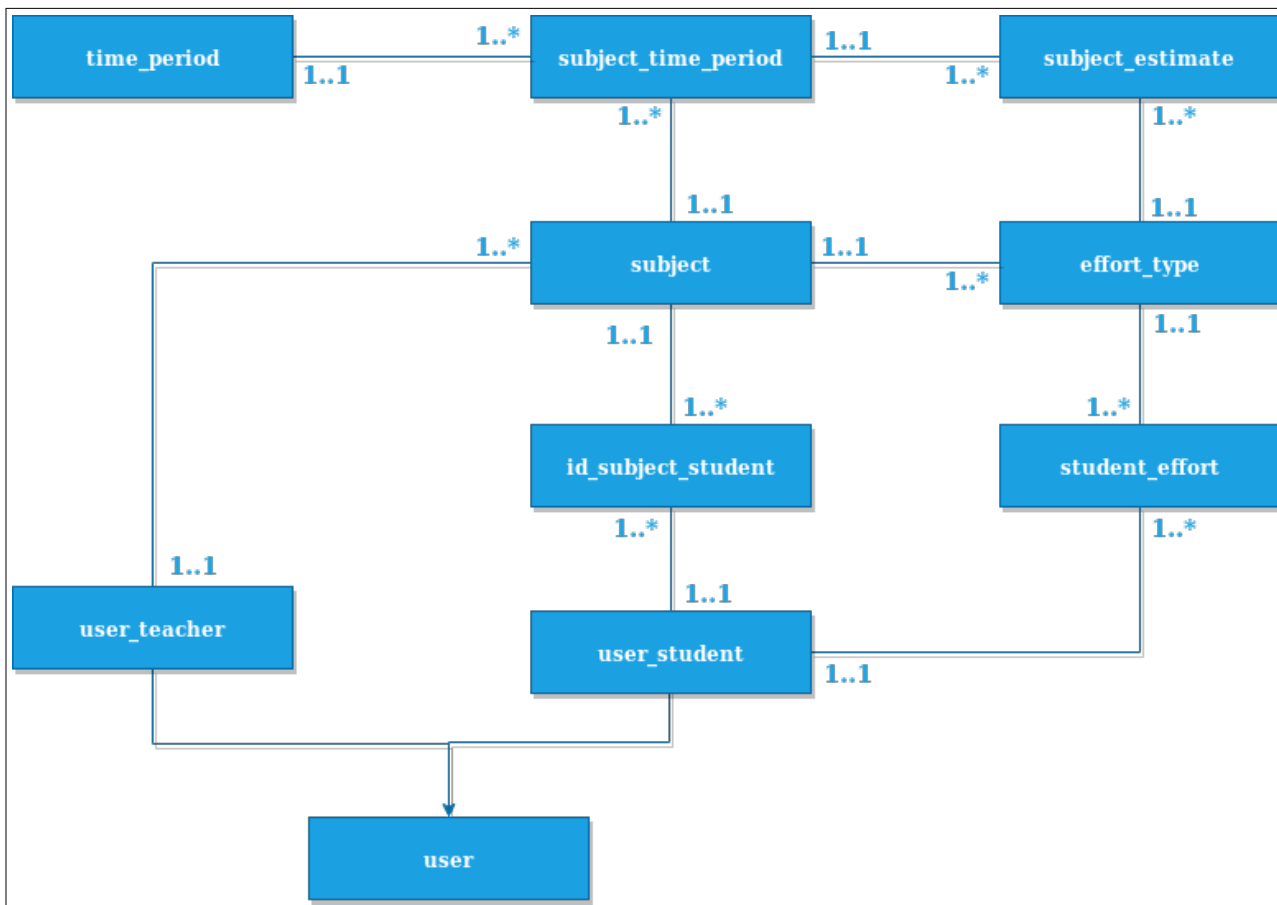 time_period
1..*
1..1
subject_time_period
1..1
1..*
subject_estimate
1..*
1..*
1..1
1..1
1..*
subject
1..1
1..*
effort_type
1..1
1..1
1..*
1..*
id_subject_student
student_effort
1..*
1..*
1..1
1..1
user_teacher
user_student
1..1
user